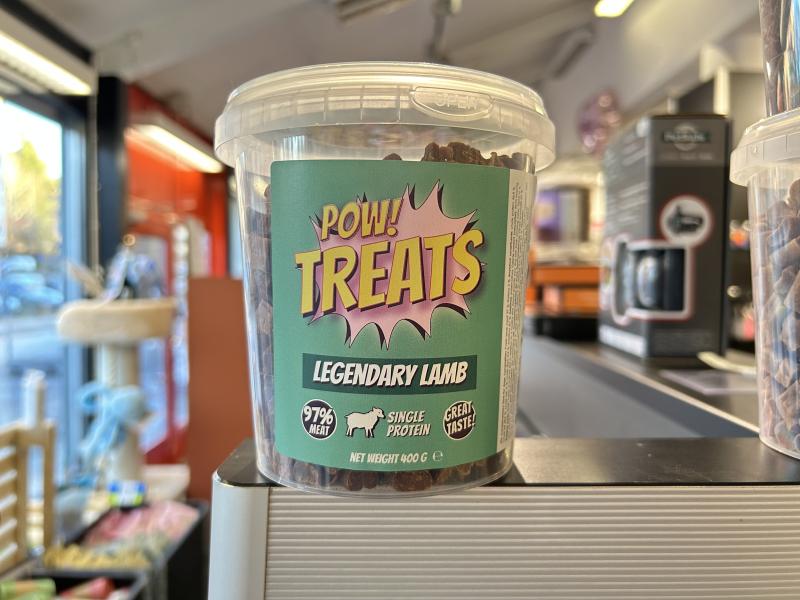 OPEN
POW!
TREATS
LEGENDARY LAMB
97%
MEAT
SINGLE
PROTEIN
GREAT
TASTE!
NET WEIGHT 400 G ℮